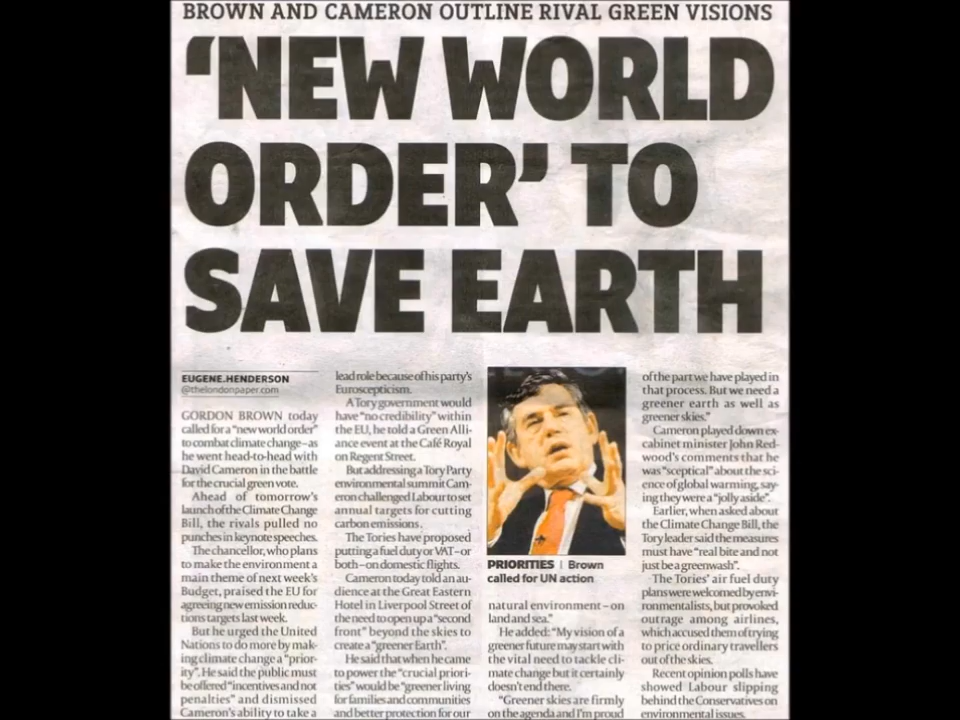 BROWN AND CAMERON OUTLINE RIVAL GREEN VISIONS
‘NEW WORLD
ORDER’ TO
SAVE EARTH
EUGENE.HENDERSON
@thelondonpaper.com
GORDON BROWN today
called for a “new world order”
to combat climate change – as
he went head-to-head with
David Cameron in the battle
for the crucial green vote.
Ahead of tomorrow’s
launch of the Climate Change
Bill, the rivals pulled no
punches in keynote speeches.
The chancellor, who plans
to make the environment a
main theme of next week’s
Budget, praised the EU for
agreeing new emission reduc-
tions targets last week.
But he urged the United
Nations to do more by mak-
ing climate change a “prior-
ity”. He said the public must
be offered “incentives and not
penalties” and dismissed
Cameron’s ability to take a
lead role because of his party’s
Euroscepticism.
A Tory government would
have “no credibility” within
the EU, he told a Green Alli-
ance event at the Café Royal
on Regent Street.
But addressing a Tory Party
environmental summit Cam-
eron challenged Labour to set
annual targets for cutting
carbon emissions.
The Tories have proposed
putting a fuel duty or VAT – or
both – on domestic flights.
Cameron today told an au-
dience at the Great Eastern
Hotel in Liverpool Street of
the need to open up a “second
front” beyond the skies to
create a “greener Earth”.
He said that when he came
to power the “crucial priori-
ties” would be “greener living
for families and communities
and better protection for our
PRIORITIES | Brown
called for UN action
natural environment – on
land and sea.”
He added: “My vision of a
greener future may start with
the vital need to tackle cli-
mate change but it certainly
doesn’t end there.
“Greener skies are firmly
on the agenda and I’m proud
of the part we have played in
that process. But we need a
greener earth as well as
greener skies.”
Cameron played down ex-
cabinet minister John Red-
wood’s comments that he
was “sceptical” about the sci-
ence of global warming, say-
ing they were a “jolly aside”.
Earlier, when asked about
the Climate Change Bill, the
Tory leader said the measures
must have “real bite and not
just be a greenwash”.
The Tories’ air fuel duty
plans were welcomed by envi-
ronmentalists, but provoked
outrage among airlines,
which accused them of trying
to price ordinary travellers
out of the skies.
Recent opinion polls have
showed Labour slipping
behind the Conservatives on
environmental issues.